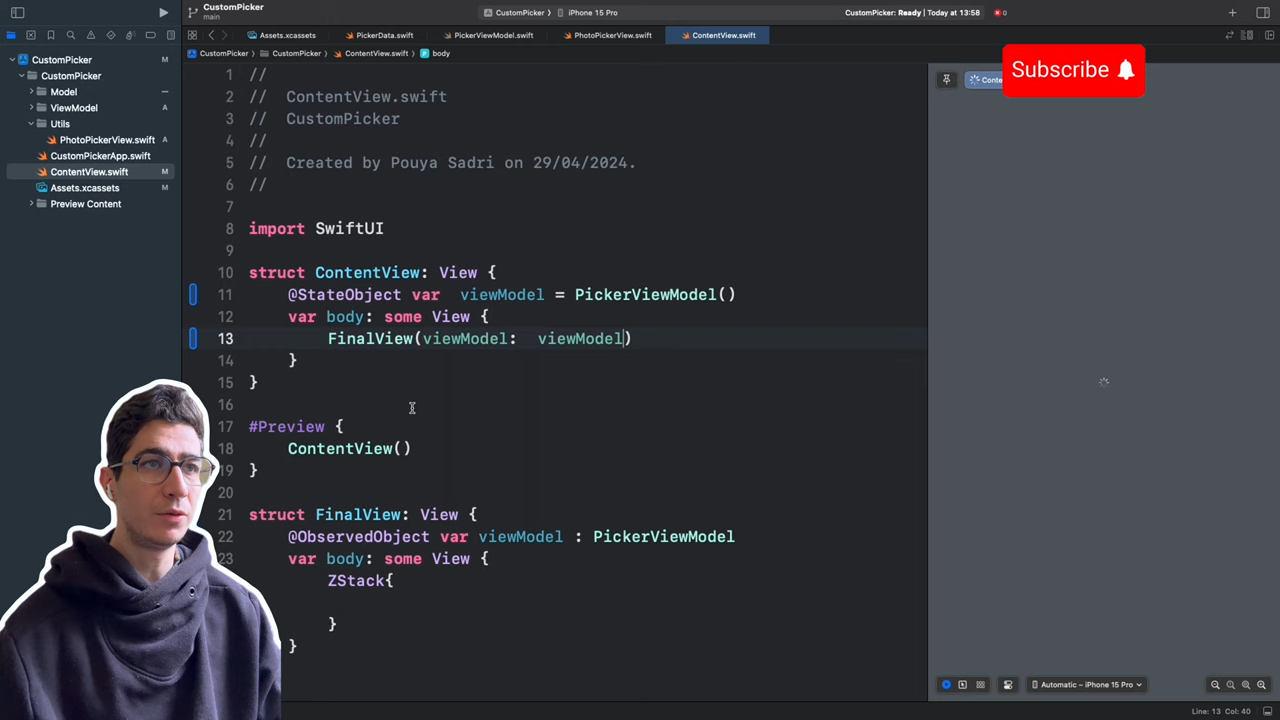 CustomPicker
main
CustomPicker
iPhone 15 Pro
CustomPicker: Ready | Today at 13:58
0
Assets.xcassets
PickerData.swift
PickerViewModel.swift
PhotoPickerView.swift
ContentView.swift
CustomPicker
CustomPicker
ContentView.swift
body
Subscribe
CustomPicker M
CustomPicker
Model
ViewModel A
Utils
PhotoPickerView.swift A
CustomPickerApp.swift
ContentView.swift M
Assets.xcassets M
Preview Content
1 //
2 // ContentView.swift
3 // CustomPicker
4 //
5 // Created by Pouya Sadri on 29/04/2024.
6 //
7
8 import SwiftUI
9
10 struct ContentView: View {
11 @StateObject var  viewModel = PickerViewModel()
12 var body: some View {
13 FinalView(viewModel:  viewModel)
14 }
15 }
16
17 #Preview {
18 ContentView()
19 }
20
21 struct FinalView: View {
22 @ObservedObject var viewModel : PickerViewModel
23 var body: some View {
ZStack{
}
}
Automatic – iPhone 15 Pro
Line: 13 Col: 40